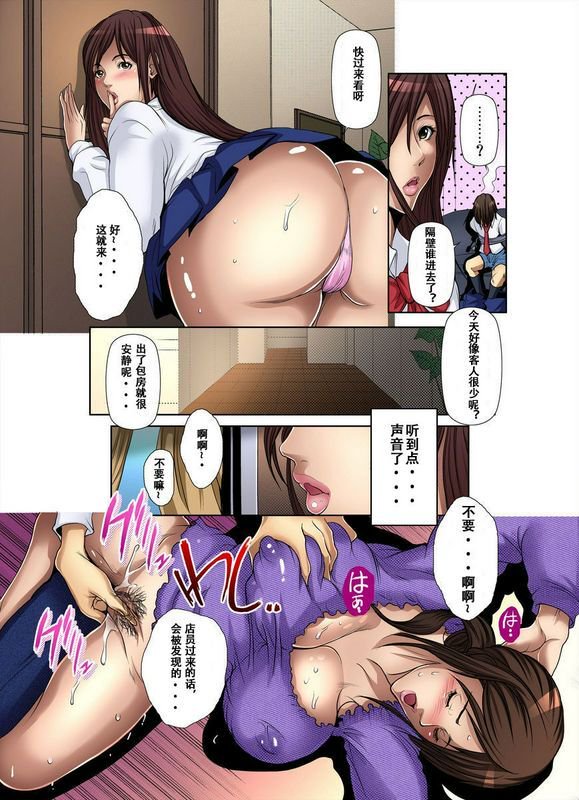 ………
？
隔壁谁进去了？
快过来看呀
好~・・・
这就来・・・
今天好像客人很少呢？
出了包房就很
安静呢・・・
听到点
声音了・・・
啊啊~
不要嘛~
不要・・・啊啊~
はぁ
は…
店员过来的话，
会被发现的・・・